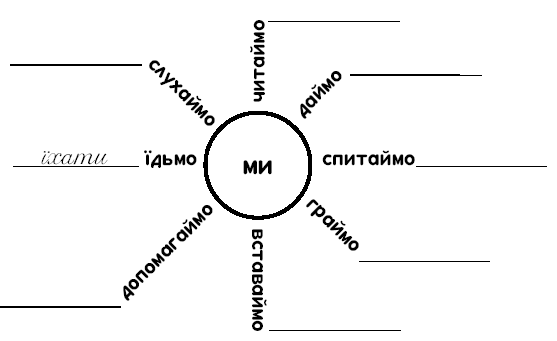 читаймо
слухаймо
даймо
їхати
їдьмо
ми
спитаймо
допомагаймо
граймо
вставаймо